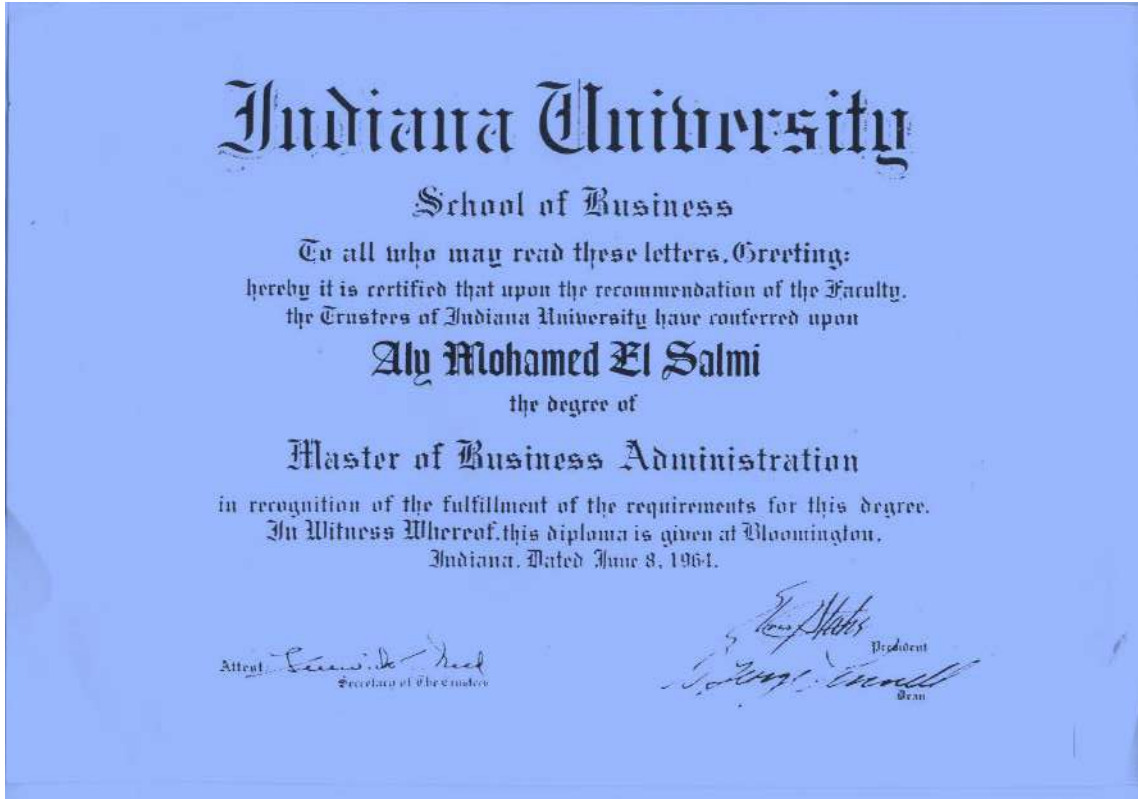 Indiana University
School of Business
To all who may read these letters, Greeting:
hereby it is certified that upon the recommendation of the Faculty,
the Trustees of Indiana University have conferred upon
Aly Mohamed El Salmi
the degree of
Master of Business Administration
in recognition of the fulfillment of the requirements for this degree.
In Witness Whereof, this diploma is given at Bloomington,
Indiana. Dated June 8, 1964.
President
Attest
Secretary of The Trustees
Dean